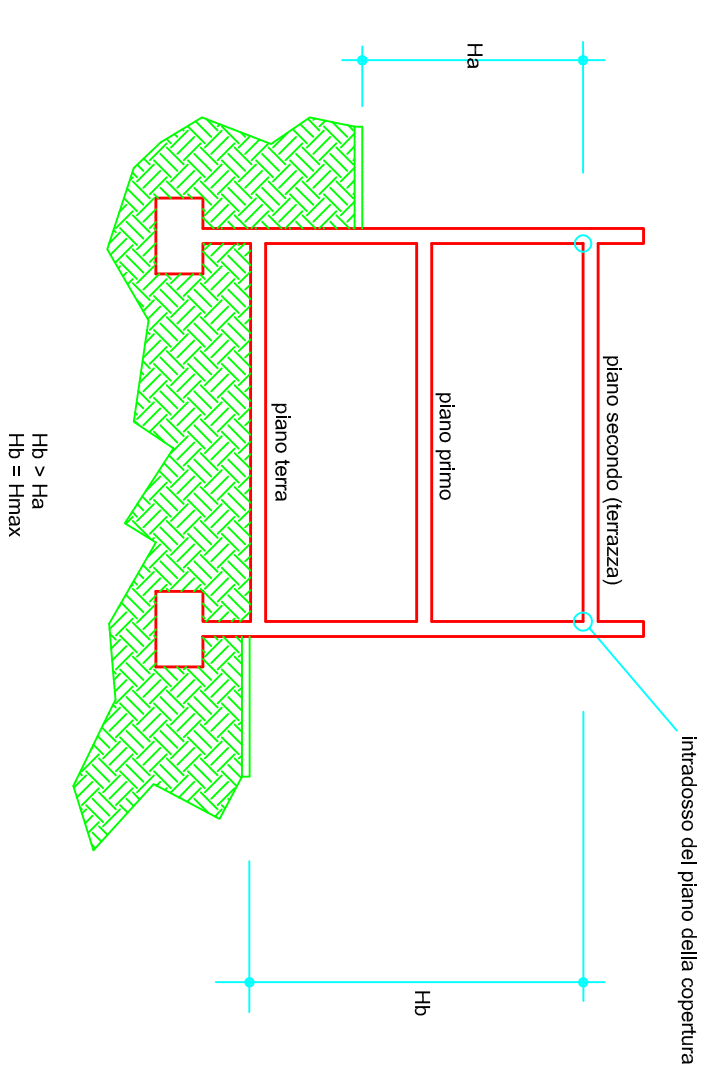 intradosso del piano della copertura
piano secondo (terrazza)
Ha
piano primo
Hb
piano terra
Hb > Ha
Hb = Hmax